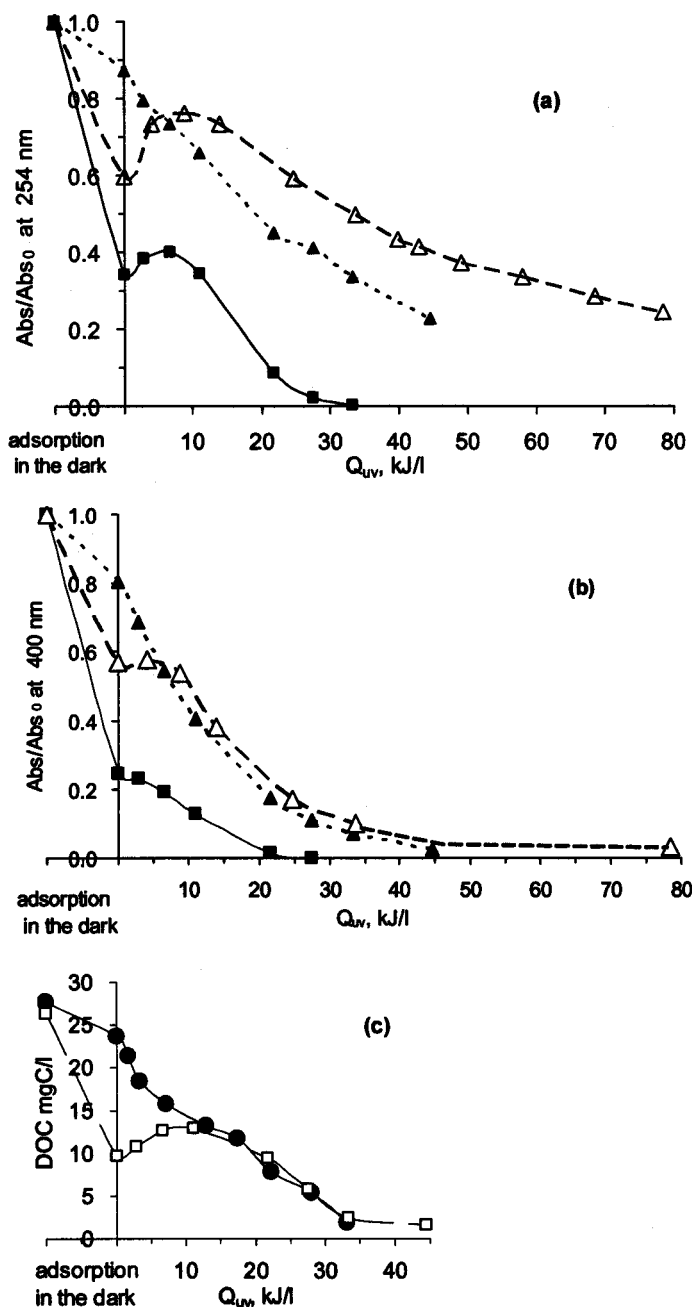 (a)
Abs/Abs0 at 254 nm
1.0
0.8
0.6
0.4
0.2
0.0
adsorption
in the dark
10 20 30 40 50 60 70 80
Quv, kJ/l
(b)
Abs/Abs0 at 400 nm
1.0
0.8
0.6
0.4
0.2
0.0
adsorption
in the dark
10 20 30 40 50 60 70 80
Quv, kJ/l
(c)
DOC mgC/l
30
25
20
15
10
5
0
adsorption
in the dark
10 20 30 40
Quv, kJ/l